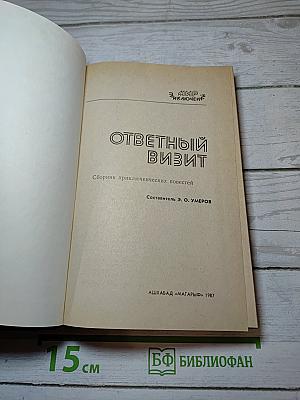 МИР
ПРИКЛЮЧЕНИЙ
ОТВЕТНЫЙ
ВИЗИТ
Сборник приключенческих повестей
Составитель Э. О. УМЕРОВ
АШХАБАД «МАГАРЫФ» 1987
15 см
БФ БИБЛИОФАН